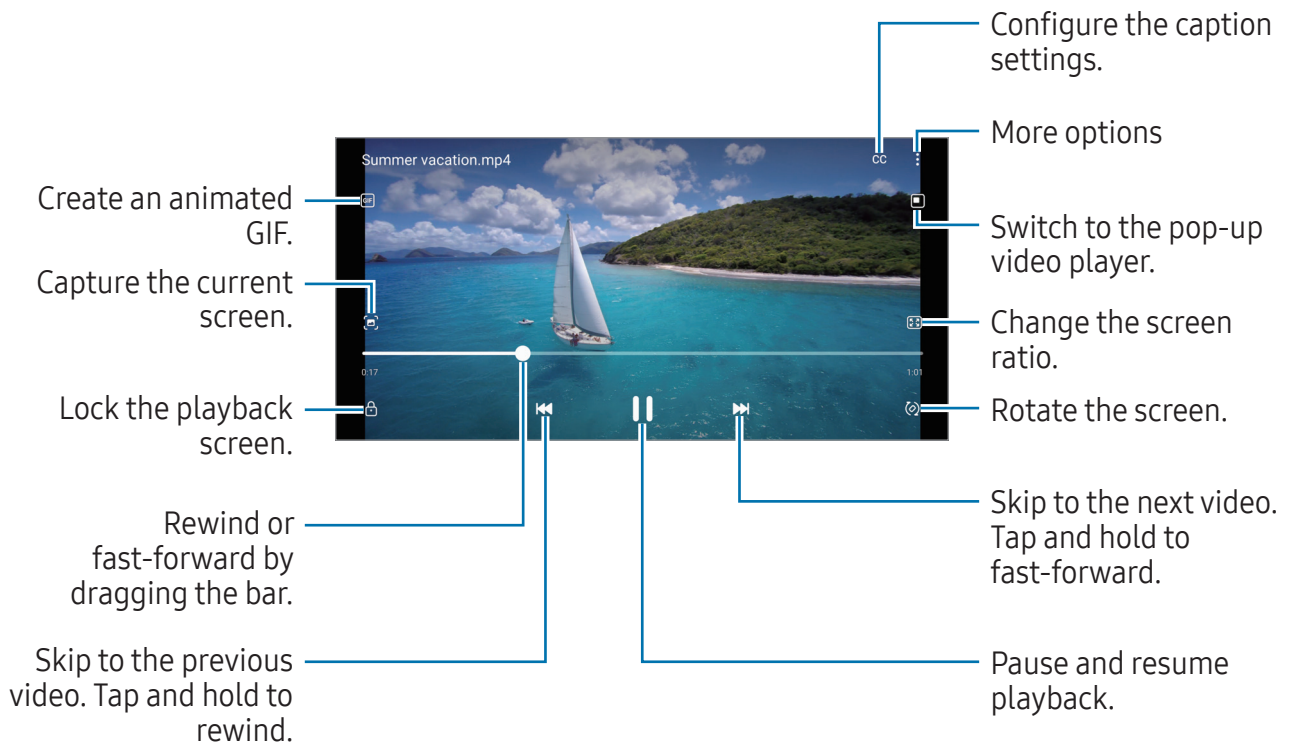 Configure the caption
settings.
More options
Summer vacation.mp4
CC
Create an animated
GIF.
GIF
Switch to the pop-up
video player.
Capture the current
screen.
Change the screen
ratio.
0:17
1:01
Lock the playback
screen.
Rotate the screen.
Rewind or
fast-forward by
dragging the bar.
Skip to the next video.
Tap and hold to
fast-forward.
Skip to the previous
video. Tap and hold to
rewind.
Pause and resume
playback.